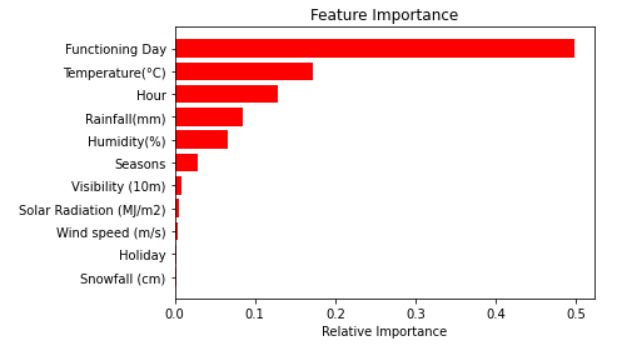 Feature Importance
Functioning Day
Temperature(°C)
Hour
Rainfall(mm)
Humidity(%)
Seasons
Visibility (10m)
Solar Radiation (MJ/m2)
Wind speed (m/s)
Holiday
Snowfall (cm)
0.0 0.1 0.2 0.3 0.4 0.5
Relative Importance